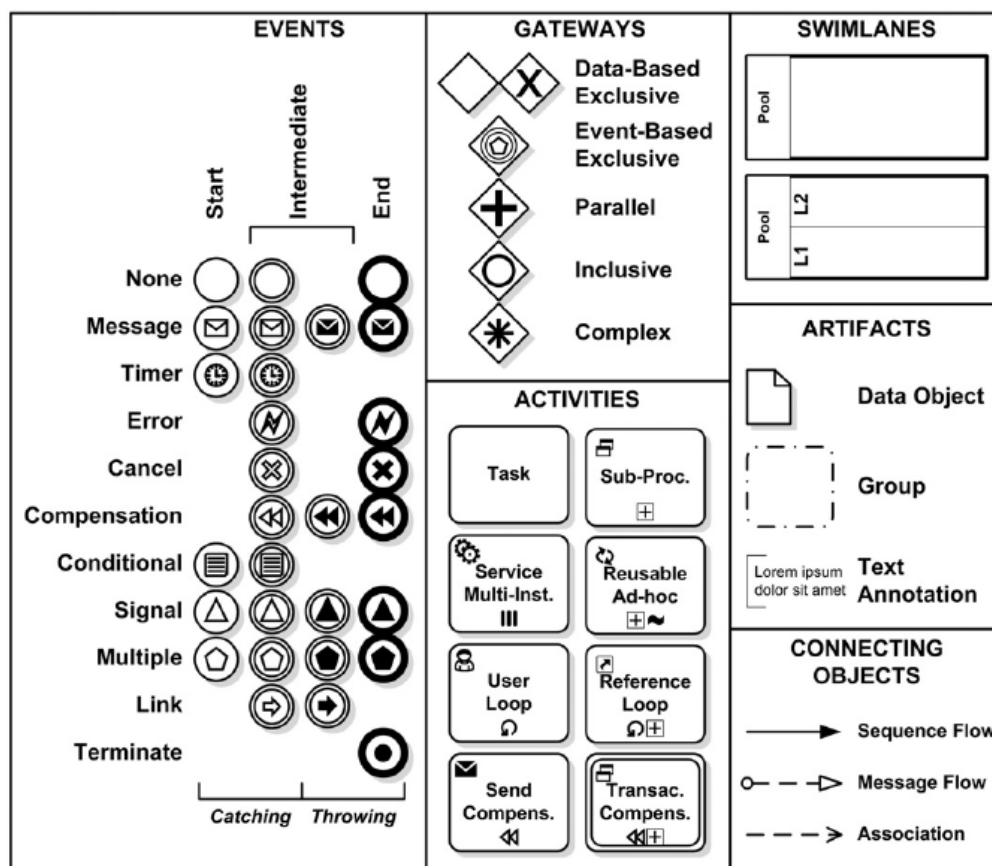 EVENTS
Start
Intermediate
End
None
Message
Timer
Error
Cancel
Compensation
Conditional
Signal
Multiple
Link
Terminate
Catching Throwing
GATEWAYS
Data-Based
Exclusive
Event-Based
Exclusive
Parallel
Inclusive
Complex
ACTIVITIES
Task
Sub-Proc.
Service
Multi-Inst.
Reusable
Ad-hoc
User
Loop
Reference
Loop
Send
Compens.
Transac.
Compens.
SWIMLANES
Pool
Pool
L2
L1
ARTIFACTS
Data Object
Group
Lorem ipsum
dolor sit amet
Text
Annotation
CONNECTING
OBJECTS
Sequence Flow
Message Flow
Association